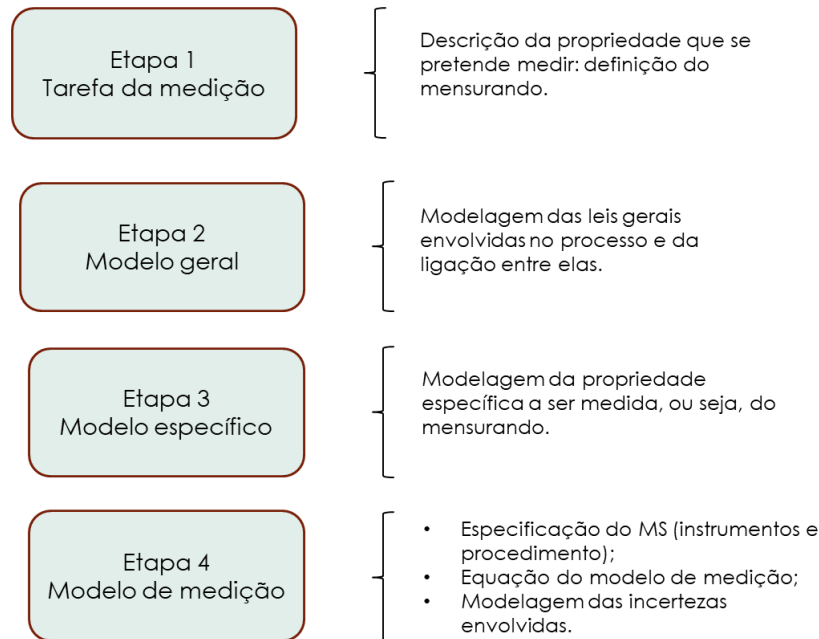 Etapa 1
Tarefa da medição
Descrição da propriedade que se
pretende medir: definição do
mensurando.
Etapa 2
Modelo geral
Modelagem das leis gerais
envolvidas no processo e da
ligação entre elas.
Etapa 3
Modelo específico
Modelagem da propriedade
específica a ser medida, ou seja, do
mensurando.
Etapa 4
Modelo de medição
• Especificação do MS (instrumentos e
procedimento);
• Equação do modelo de medição;
• Modelagem das incertezas
envolvidas.